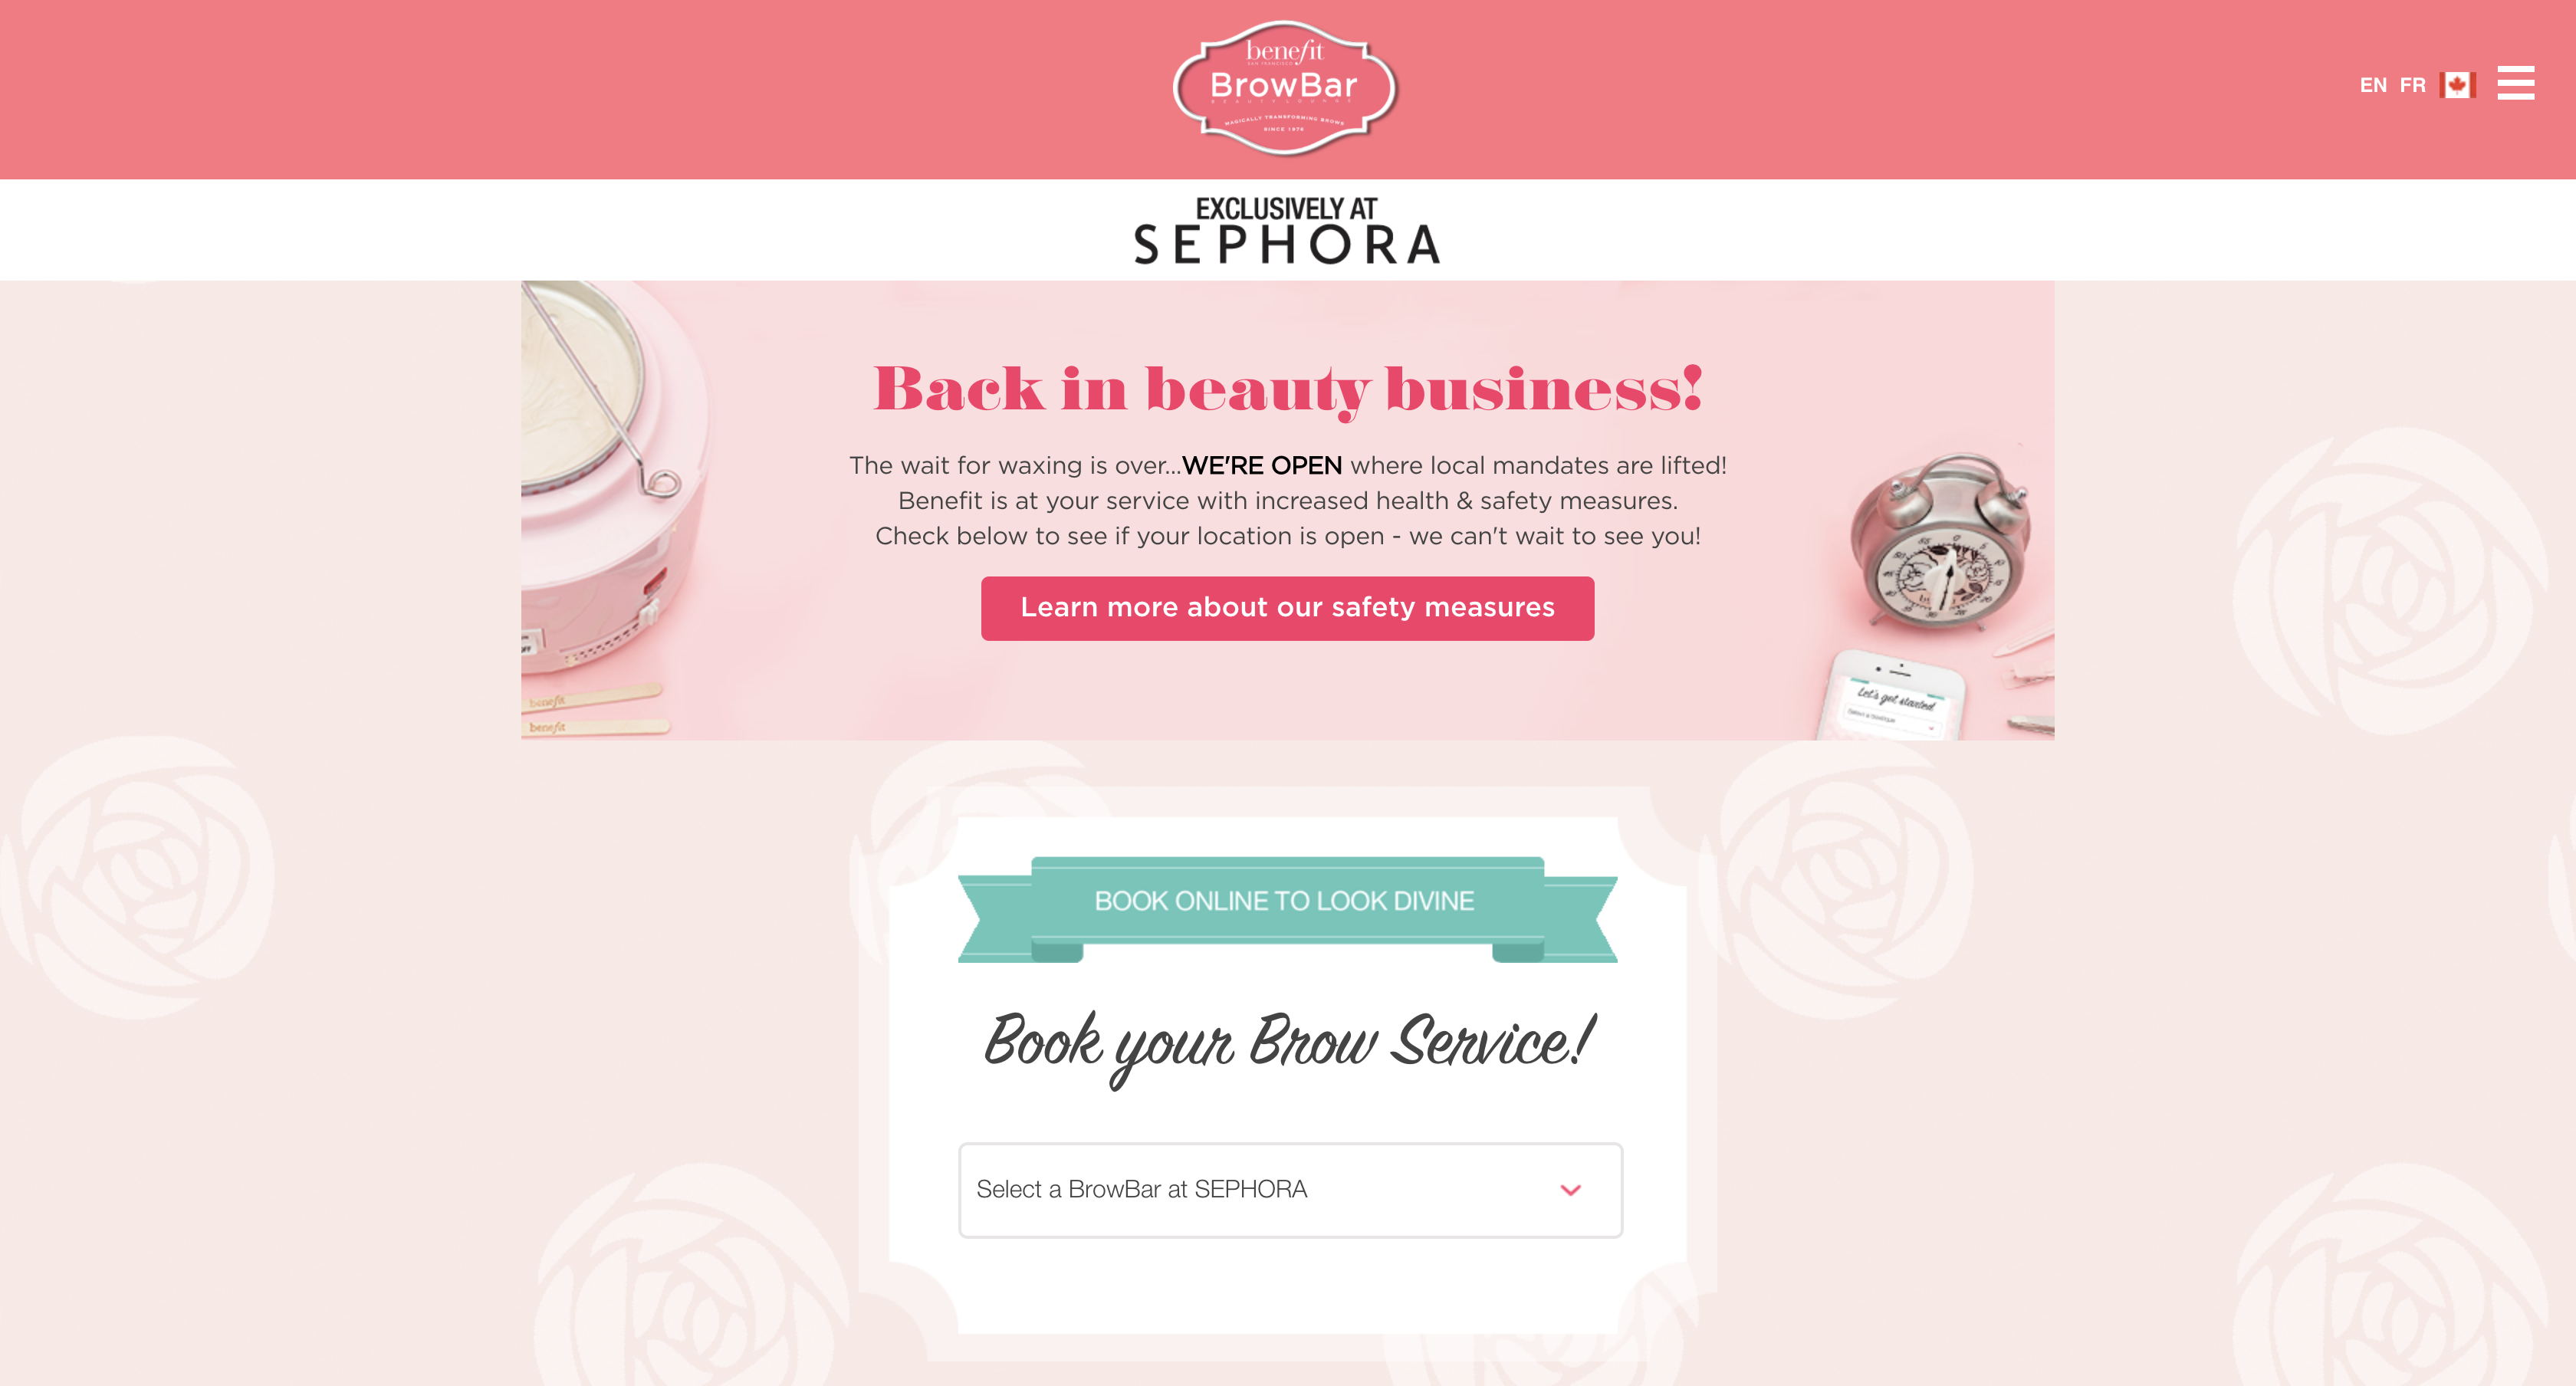 benefit
SAN FRANCISCO
BrowBar
BEAUTY LOUNGE
MAGICALLY TRANSFORMING BROWS
SINCE 1976
EN FR
EXCLUSIVELY AT
SEPHORA
Back in beauty business!
The wait for waxing is over...WE'RE OPEN where local mandates are lifted!
Benefit is at your service with increased health & safety measures.
Check below to see if your location is open - we can't wait to see you!
Learn more about our safety measures
benefit
benefit
Let's get started
BOOK ONLINE TO LOOK DIVINE
Book your Brow Service!
Select a BrowBar at SEPHORA